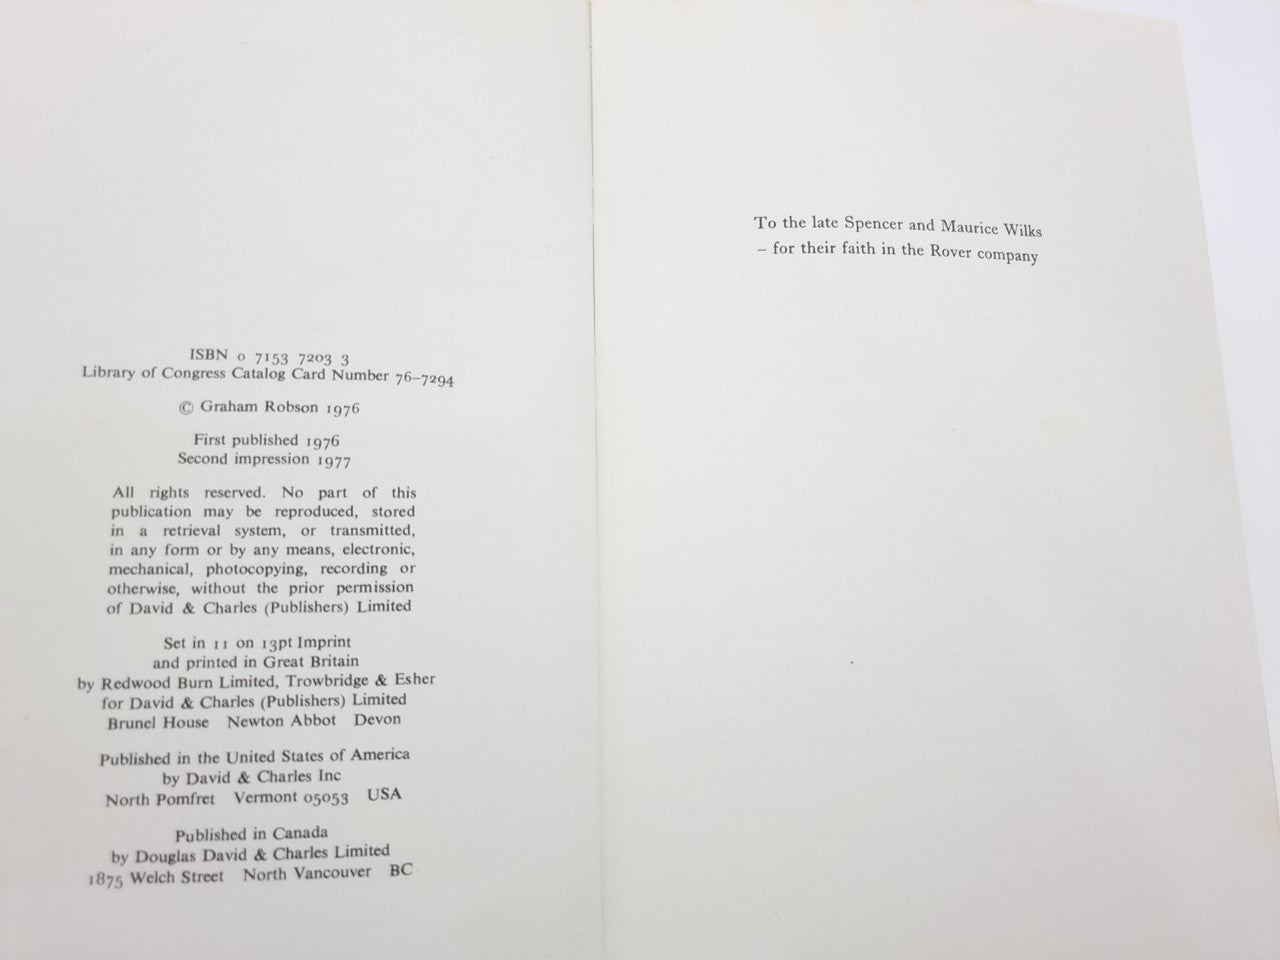 ISBN 0 7153 7203 3
Library of Congress Catalog Card Number 76–7294
© Graham Robson 1976
First published 1976
Second impression 1977
All rights reserved. No part of this
publication may be reproduced, stored
in a retrieval system, or transmitted,
in any form or by any means, electronic,
mechanical, photocopying, recording or
otherwise, without the prior permission
of David & Charles (Publishers) Limited
Set in 11 on 13pt Imprint
and printed in Great Britain
by Redwood Burn Limited, Trowbridge & Esher
for David & Charles (Publishers) Limited
Brunel House Newton Abbot Devon
Published in the United States of America
by David & Charles Inc
North Pomfret Vermont 05053 USA
Published in Canada
by Douglas David & Charles Limited
1875 Welch Street North Vancouver BC
To the late Spencer and Maurice Wilks
– for their faith in the Rover company